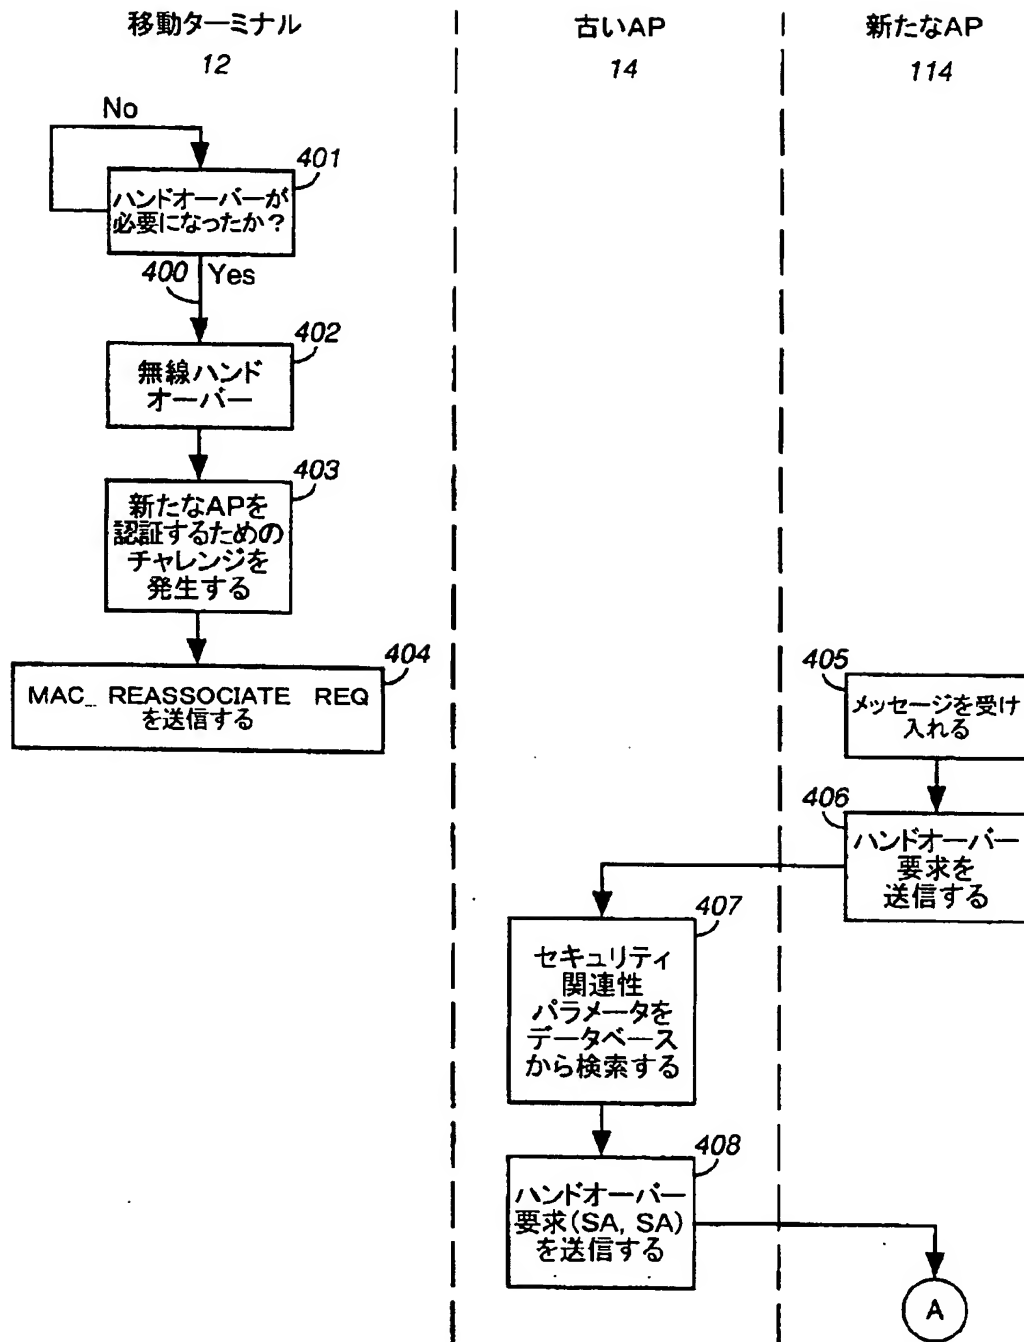 移動ターミナル
12
古いAP
14
新たなAP
114
No
401
ハンドオーバーが
必要になったか？
400
Yes
402
無線ハンド
オーバー
403
新たなAPを
認証するための
チャレンジを
発生する
404
MAC_ REASSOCIATE REQ
を送信する
405
メッセージを受け
入れる
406
ハンドオーバー
要求を
送信する
407
セキュリティ
関連性
パラメータを
データベース
から検索する
408
ハンドオーバー
要求(SA, SA)
を送信する
A